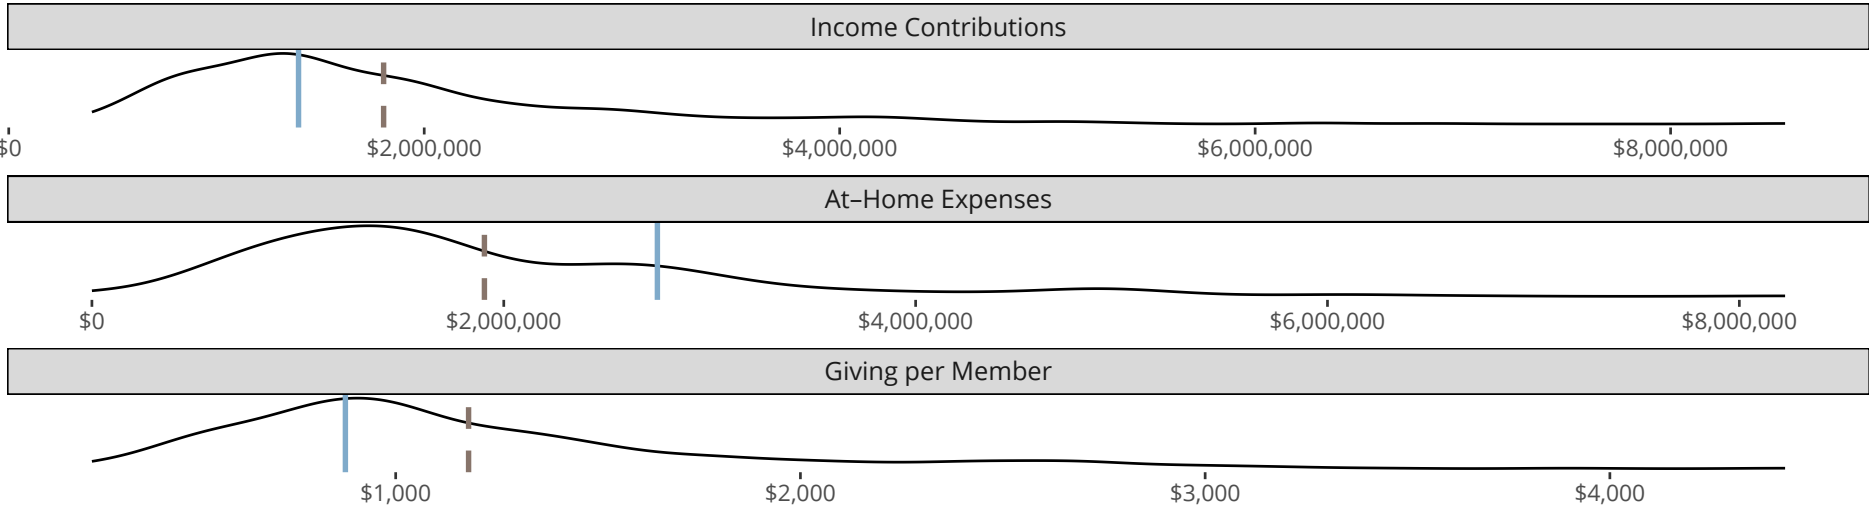 Income Contributions
$0 $2,000,000 $4,000,000 $6,000,000 $8,000,000
At–Home Expenses
$0 $2,000,000 $4,000,000 $6,000,000 $8,000,000
Giving per Member
$1,000 $2,000 $3,000 $4,000